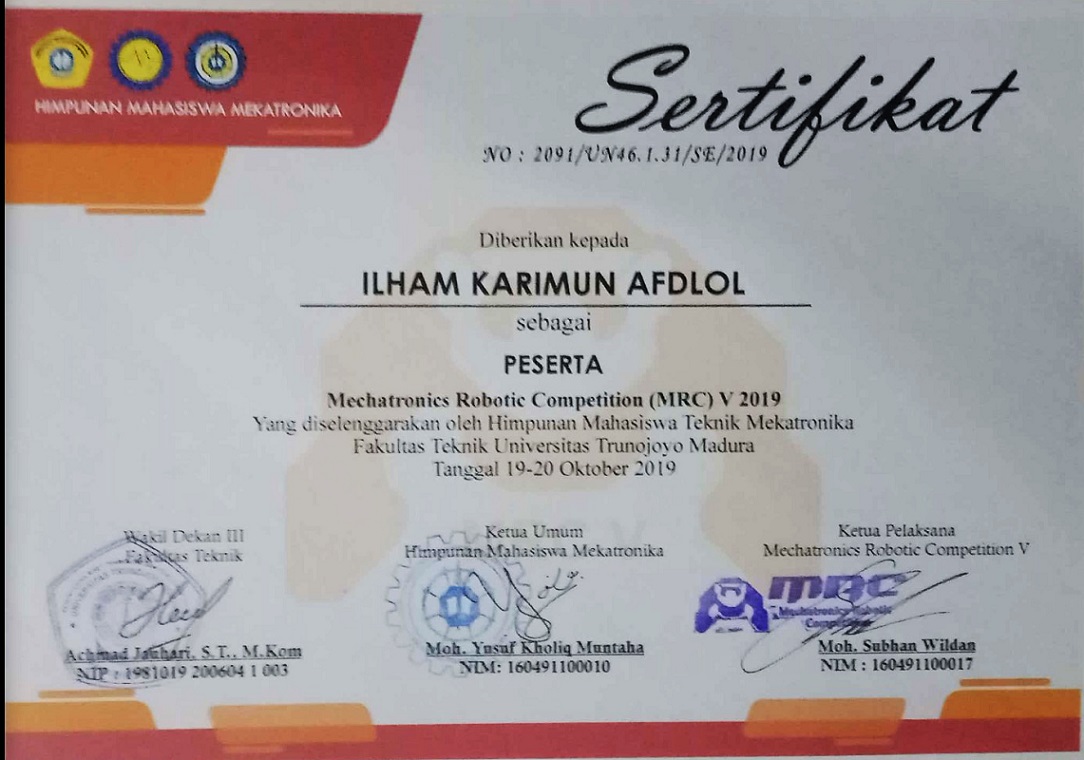 HIMPUNAN MAHASISWA MEKATRONIKA
Sertifikat
NO : 2091/UN46.1.31/SE/2019
Diberikan kepada
ILHAM KARIMUN AFDLOL
sebagai
PESERTA
Mechatronics Robotic Competition (MRC) V 2019
Yang diselenggarakan oleh Himpunan Mahasiswa Teknik Mekatronika
Fakultas Teknik Universitas Trunojoyo Madura
Tanggal 19-20 Oktober 2019
Wakil Dekan III
Fakultas Teknik
Achmad Jauhari, S.T., M.Kom
NIP : 1981019 200604 1 003
Ketua Umum
Himpunan Mahasiswa Mekatronika
Moh. Yusuf Kholiq Muntaha
NIM: 160491100010
Ketua Pelaksana
Mechatronics Robotic Competition V
MRC
Mechatronics Robotic
Competition
Moh. Subhan Wildan
NIM : 160491100017